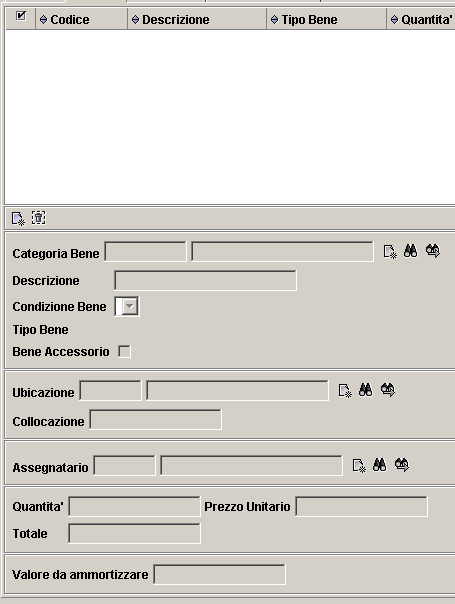 Codice Descrizione Tipo Bene Quantita'
Categoria Bene
Descrizione
Condizione Bene
Tipo Bene
Bene Accessorio
Ubicazione
Collocazione
Assegnatario
Quantita' Prezzo Unitario
Totale
Valore da ammortizzare